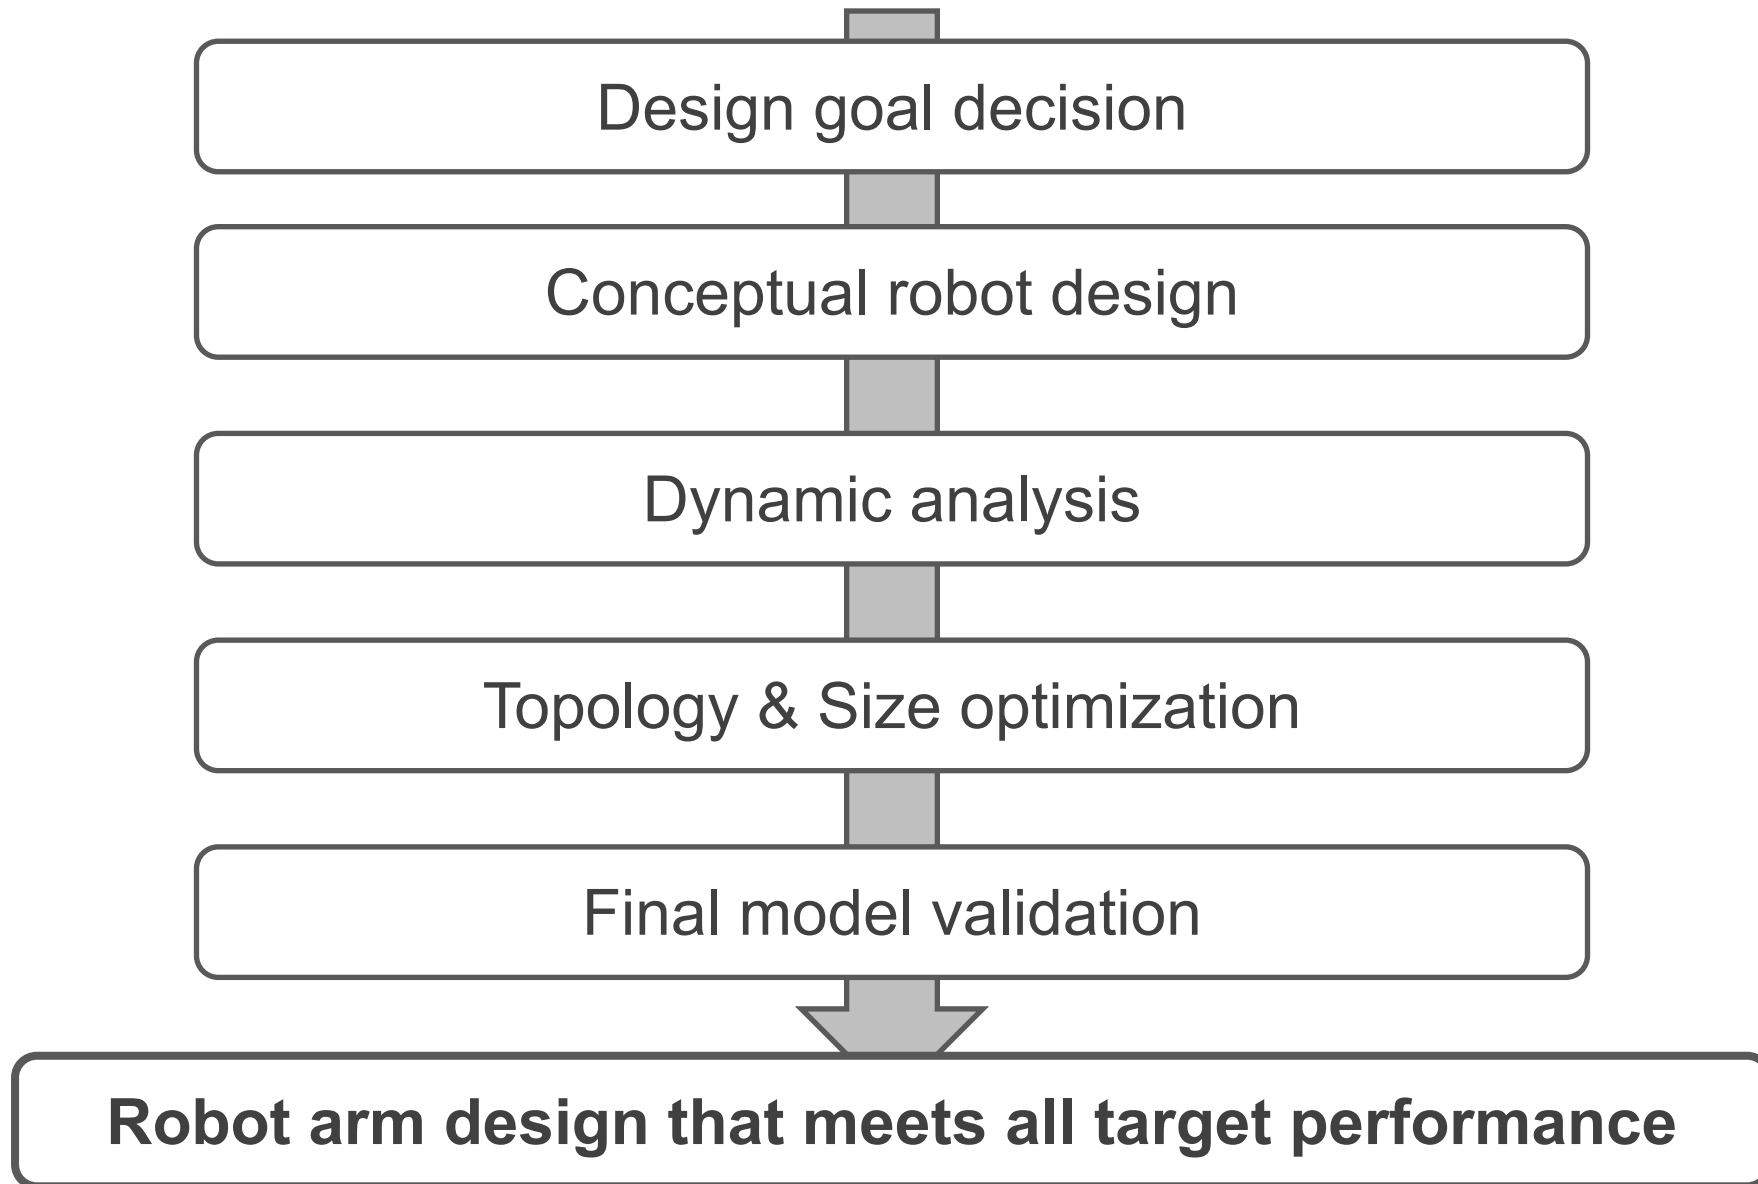 Design goal decision
Conceptual robot design
Dynamic analysis
Topology & Size optimization
Final model validation
Robot arm design that meets all target performance